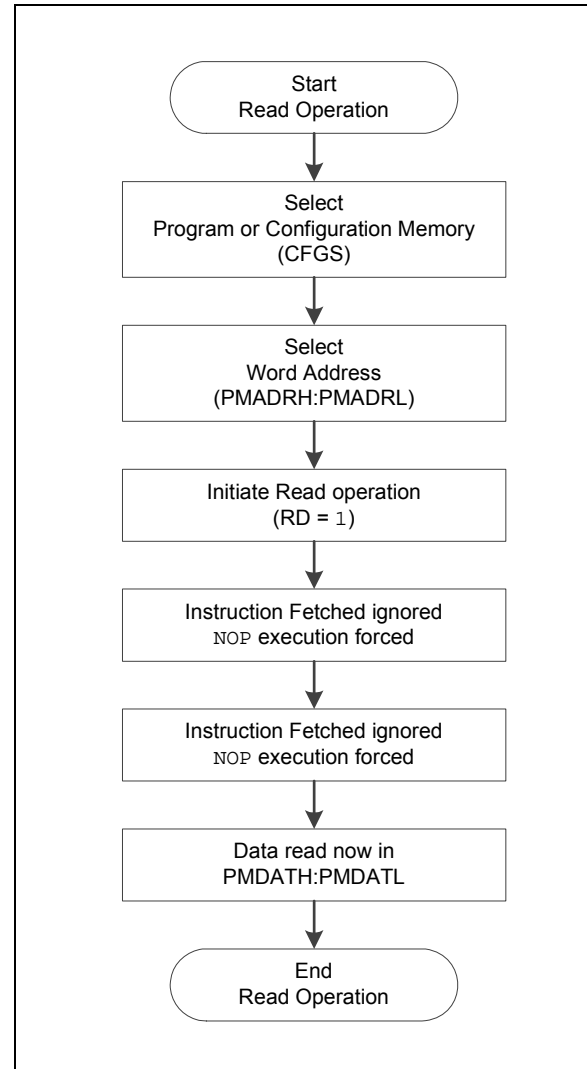 Start
Read Operation
Select
Program or Configuration Memory
(CFGS)
Select
Word Address
(PMADRH:PMADRL)
Initiate Read operation
(RD = 1)
Instruction Fetched ignored
NOP execution forced
Instruction Fetched ignored
NOP execution forced
Data read now in
PMDATH:PMDATL
End
Read Operation